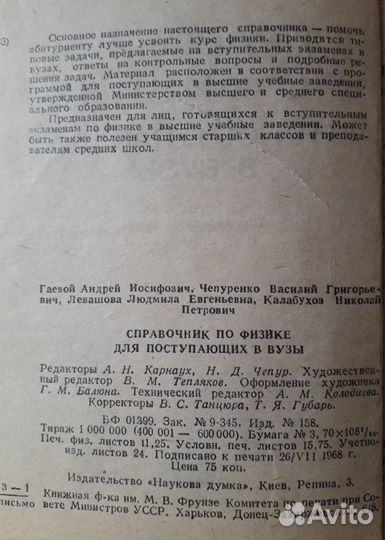 Основное назначение настоящего справочника — помочь
абитуриенту лучше усвоить курс физики. Приводятся ти-
повые задачи, предлагаемые на вступительных экзаменах в
вузах, ответы на контрольные вопросы и подробные ре-
шения задач. Материал расположен в соответствии с про-
граммой для поступающих в высшие учебные заведения,
утвержденной Министерством высшего и среднего специ-
ального образования.
Предназначен для лиц, готовящихся к вступительным
экзаменам по физике в высшие учебные заведения. Может
быть также полезен учащимся старших классов и препода-
вателям средних школ.
Гаевой Андрей Иосифович, Чепуренко Василий Григорье-
вич, Левашова Людмила Евгеньевна, Калабухов Николай
Петрович
СПРАВОЧНИК ПО ФИЗИКЕ
ДЛЯ ПОСТУПАЮЩИХ В ВУЗЫ
Редакторы А. Н. Карнаух, Н. Д. Чепур. Художествен-
ный редактор В. М. Тепляков. Оформление художника
Г. М. Балюна. Технический редактор А. М. Колодиева.
Корректоры В. С. Танцюра, Т. Я. Губарь.
БФ 01399. Зак. № 9-345. Изд. № 158.
Тираж 1 000 000 (400 001 — 600 000). Бумага № 3, 70×108¹/
Печ. физ. листов 11,25. Условн. печ. листов 15,75. Учетно-
изд. листов 24. Подписано к печати 26/VII 1968 г.
Цена 75 коп.
Издательство «Наукова думка», Киев, Репина, 3.
3—1
Книжная ф-ка им. М. В. Фрунзе Комитета по печати при Со-
письмо вете Министров УССР. Харьков, Донец-Захаржевская, 6/8.
Avito